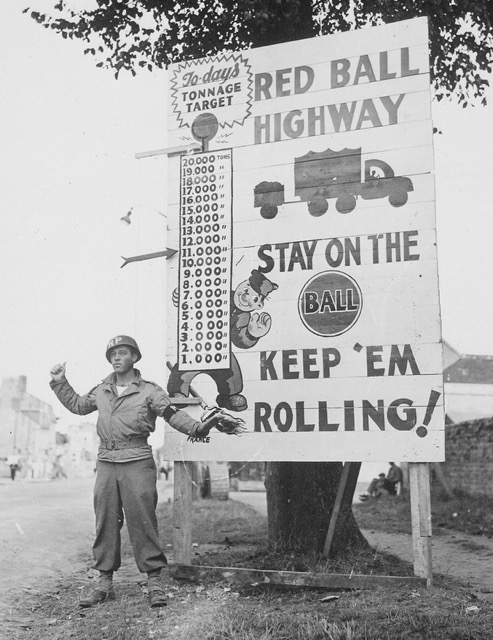 To-day's
TONNAGE
TARGET
RED BALL
HIGHWAY
20.000 TONS
19.000 "
18.000 "
17.000 "
16.000 "
15.000 "
14.000 "
13.000 "
12.000 "
11.000 "
10.000 "
9.000 "
8.000 "
7.000 "
6.000 "
5.000 "
4.000 "
3.000 "
2.000 "
1.000 "
STAY ON THE
BALL
KEEP 'EM
ROLLING!
FRANCE
MP